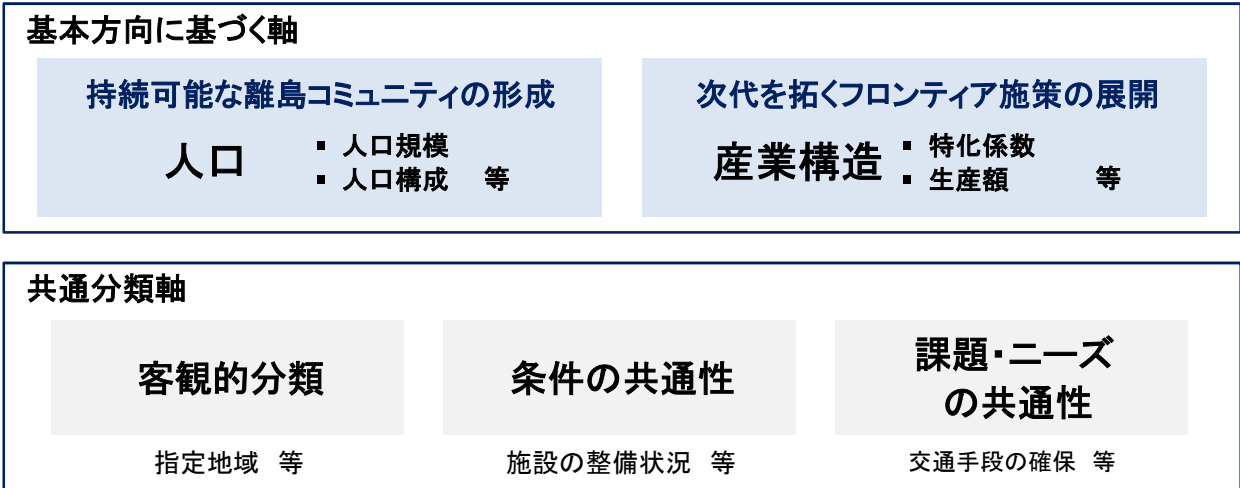 基本方向に基づく軸
持続可能な離島コミュニティの形成
人口
▪ 人口規模
▪ 人口構成 等
次代を拓くフロンティア施策の展開
産業構造
▪ 特化係数
▪ 生産額 等
共通分類軸
客観的分類
指定地域 等
条件の共通性
施設の整備状況 等
課題・ニーズ
の共通性
交通手段の確保 等